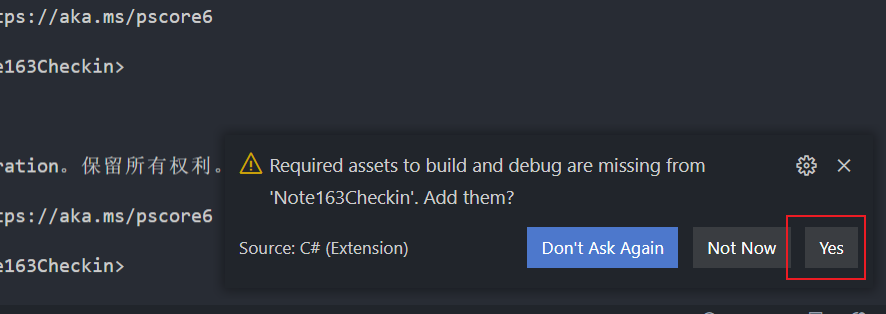 tps://aka.ms/pscore6
e163Checkin>
ration。保留所有权利。
Required assets to build and debug are missing from
'Note163Checkin'. Add them?
tps://aka.ms/pscore6
Source: C# (Extension)
Don't Ask Again
Not Now
Yes
e163Checkin>